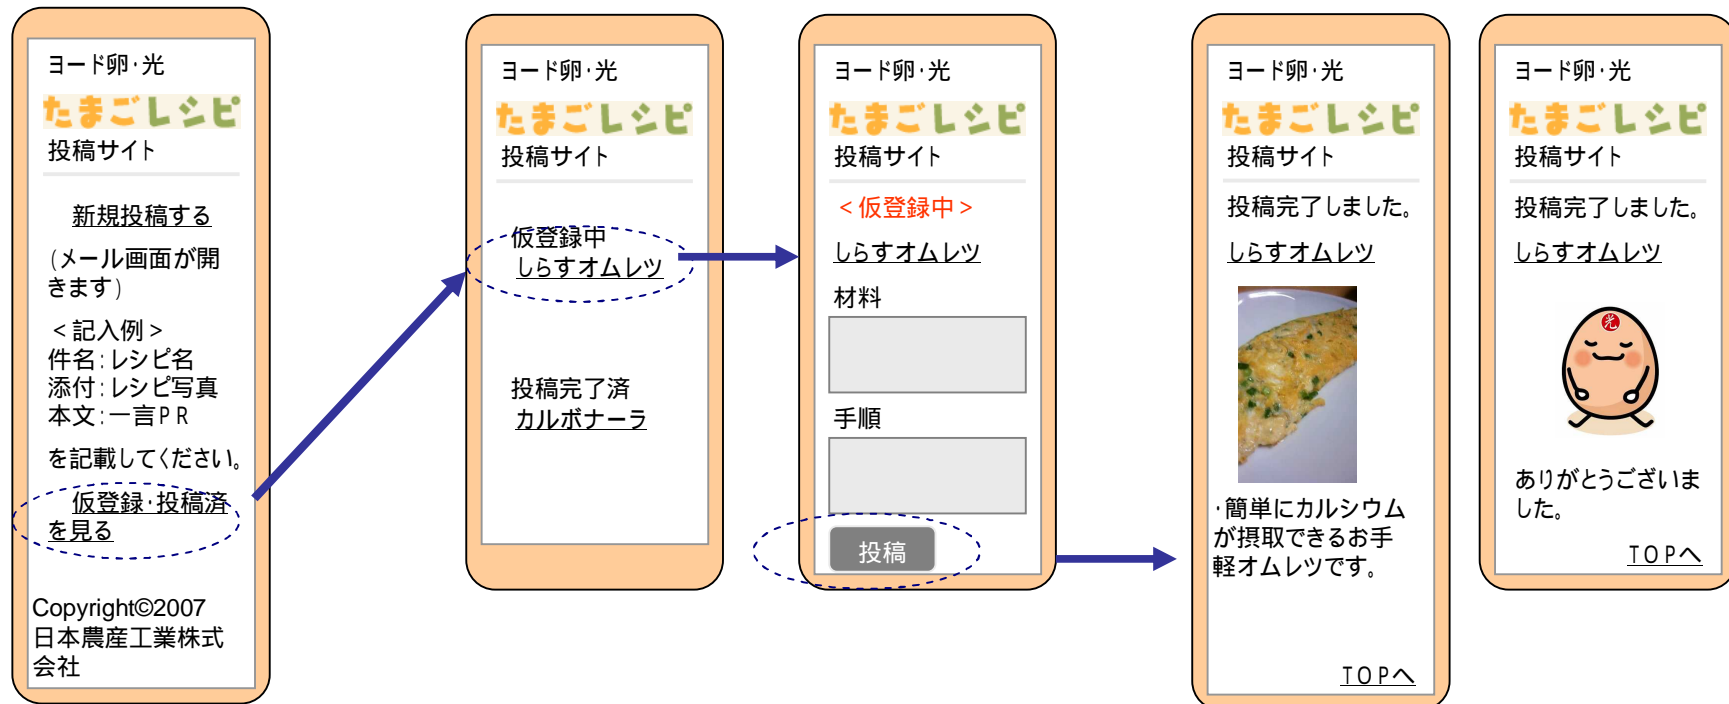 ヨード卵・光
たまごレシピ
投稿サイト
新規投稿する
(メール画面が開
きます)
<記入例>
件名:レシピ名
添付:レシピ写真
本文:一言PR
を記載してください。
仮登録・投稿済
を見る
Copyright©2007
日本農産工業株式
会社
ヨード卵・光
たまごレシピ
投稿サイト
仮登録中
しらすオムレツ
投稿完了済
カルボナーラ
ヨード卵・光
たまごレシピ
投稿サイト
<仮登録中>
しらすオムレツ
材料
手順
投稿
ヨード卵・光
たまごレシピ
投稿サイト
投稿完了しました。
しらすオムレツ
・簡単にカルシウム
が摂取できるお手
軽オムレツです。
TOPへ
ヨード卵・光
たまごレシピ
投稿サイト
投稿完了しました。
しらすオムレツ
光
ありがとうございま
した。
TOPへ